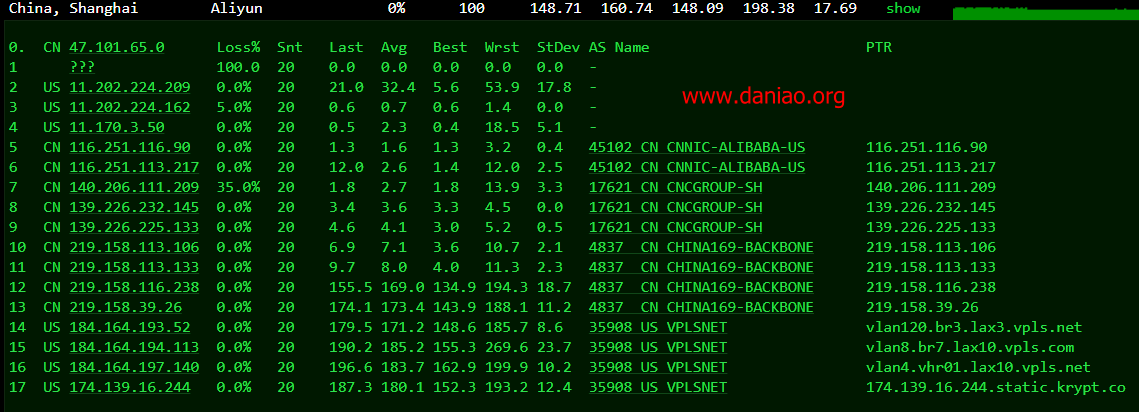 China, Shanghai Aliyun 0% 100 148.71 160.74 148.09 198.38 17.69 show
0. CN 47.101.65.0 Loss% Snt Last Avg Best Wrst StDev AS Name PTR
1 ??? 100.0 20 0.0 0.0 0.0 0.0 0.0 -
2 US 11.202.224.209 0.0% 20 21.0 32.4 5.6 53.9 17.8 -
www.daniao.org
3 US 11.202.224.162 5.0% 20 0.6 0.7 0.6 1.4 0.0 -
4 US 11.170.3.50 0.0% 20 0.5 2.3 0.4 18.5 5.1 -
5 CN 116.251.116.90 0.0% 20 1.3 1.6 1.3 3.2 0.4 45102 CN CNNIC-ALIBABA-US 116.251.116.90
6 CN 116.251.113.217 0.0% 20 12.0 2.6 1.4 12.0 2.5 45102 CN CNNIC-ALIBABA-US 116.251.113.217
7 CN 140.206.111.209 35.0% 20 1.8 2.7 1.8 13.9 3.3 17621 CN CNCGROUP-SH 140.206.111.209
8 CN 139.226.232.145 0.0% 20 3.4 3.6 3.3 4.5 0.0 17621 CN CNCGROUP-SH 139.226.232.145
9 CN 139.226.225.133 0.0% 20 4.6 4.1 3.0 5.2 0.5 17621 CN CNCGROUP-SH 139.226.225.133
10 CN 219.158.113.106 0.0% 20 6.9 7.1 3.6 10.7 2.1 4837 CN CHINA169-BACKBONE 219.158.113.106
11 CN 219.158.113.133 0.0% 20 9.7 8.0 4.0 11.3 2.3 4837 CN CHINA169-BACKBONE 219.158.113.133
12 CN 219.158.116.238 0.0% 20 155.5 169.0 134.9 194.3 18.7 4837 CN CHINA169-BACKBONE 219.158.116.238
13 CN 219.158.39.26 0.0% 20 174.1 173.4 143.9 188.1 11.2 4837 CN CHINA169-BACKBONE 219.158.39.26
14 US 184.164.193.52 0.0% 20 179.5 171.2 148.6 185.7 8.6 35908 US VPLSNET vlan120.br3.lax3.vpls.net
15 US 184.164.194.113 0.0% 20 190.2 185.2 155.3 269.6 23.7 35908 US VPLSNET vlan8.br7.lax10.vpls.com
16 US 184.164.197.140 0.0% 20 196.6 183.7 162.9 199.9 10.2 35908 US VPLSNET vlan4.vhr01.lax10.vpls.net
17 US 174.139.16.244 0.0% 20 187.3 180.1 152.3 193.2 12.4 35908 US VPLSNET 174.139.16.244.static.krypt.co